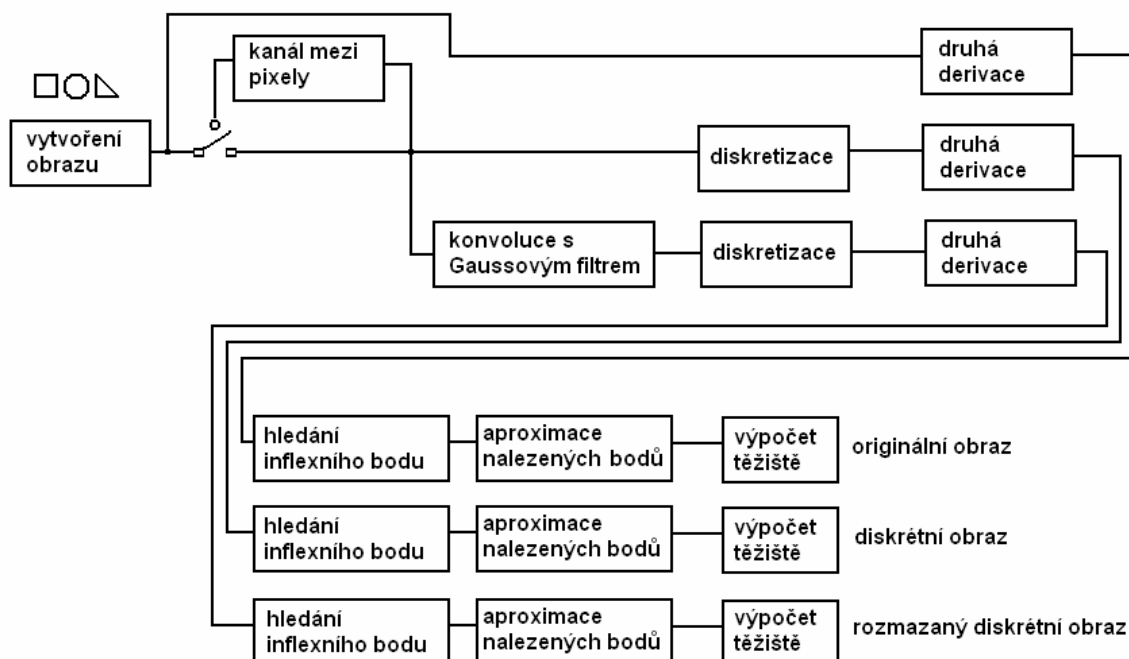 kanál mezi
pixely
druhá
derivace
vytvoření
obrazu
diskretizace
druhá
derivace
konvoluce s
Gaussovým filtrem
diskretizace
druhá
derivace
hledání
inflexního bodu
aproximace
nalezených bodů
výpočet
těžiště
originální obraz
hledání
inflexního bodu
aproximace
nalezených bodů
výpočet
těžiště
diskrétní obraz
hledání
inflexního bodu
aproximace
nalezených bodů
výpočet
těžiště
rozmazaný diskrétní obraz